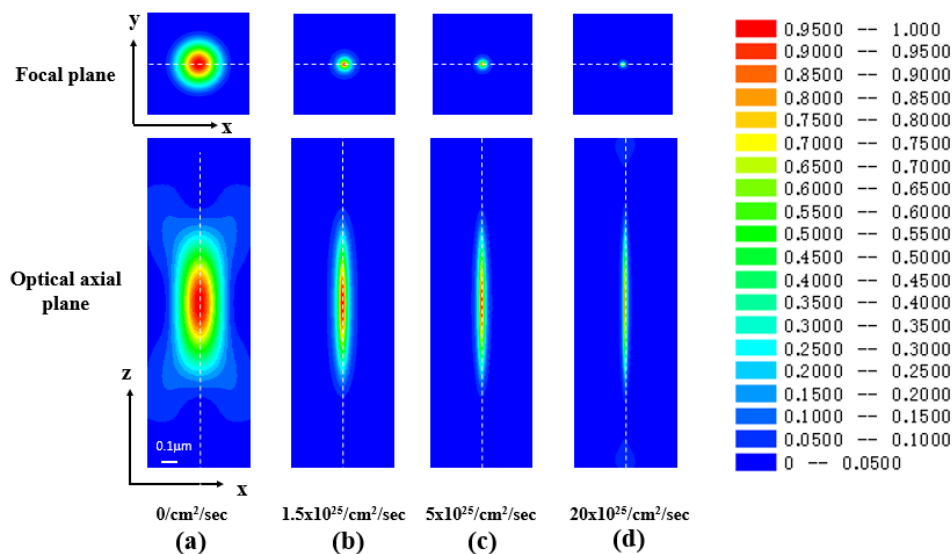 y
Focal plane
x
Optical axial
plane
z
0.1μm
x
0/cm²/sec
1.5x10²⁵/cm²/sec
5x10²⁵/cm²/sec
20x10²⁵/cm²/sec
(a)
(b)
(c)
(d)
0.9500 -- 1.000
0.9000 -- 0.9500
0.8500 -- 0.9000
0.8000 -- 0.8500
0.7500 -- 0.8000
0.7000 -- 0.7500
0.6500 -- 0.7000
0.6000 -- 0.6500
0.5500 -- 0.6000
0.5000 -- 0.5500
0.4500 -- 0.5000
0.4000 -- 0.4500
0.3500 -- 0.4000
0.3000 -- 0.3500
0.2500 -- 0.3000
0.2000 -- 0.2500
0.1500 -- 0.2000
0.1000 -- 0.1500
0.0500 -- 0.1000
0 -- 0.0500